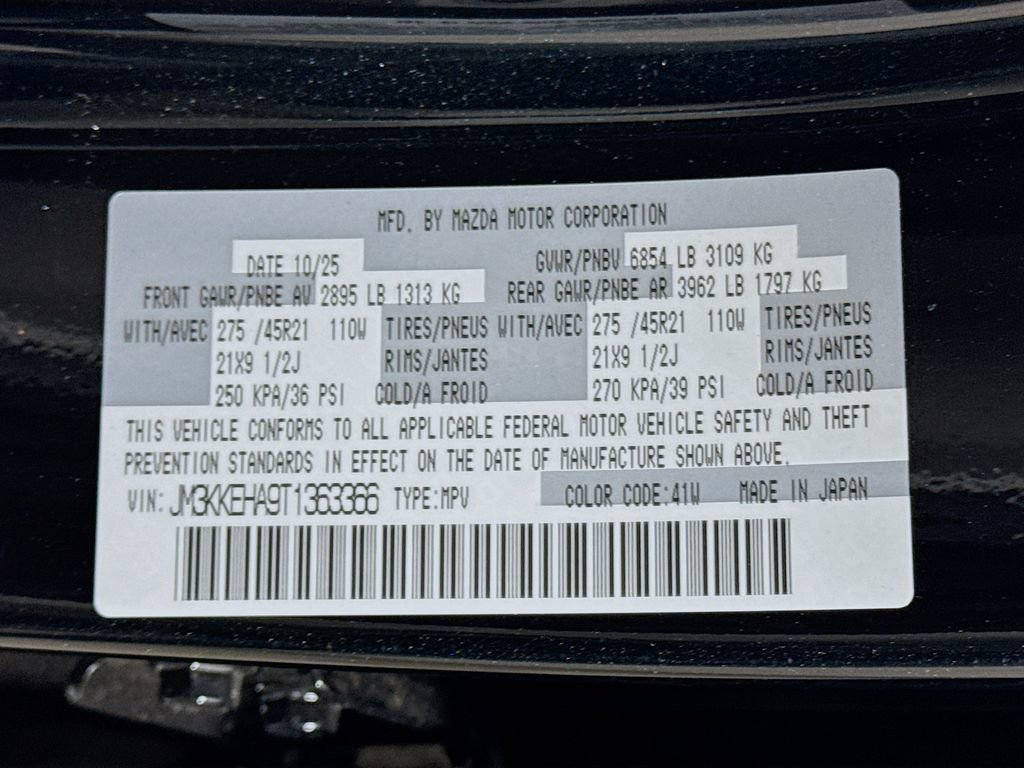 MFD. BY MAZDA MOTOR CORPORATION
DATE 10/25 GVWR/PNBV 6854 LB 3109 KG
FRONT GAWR/PNBE AV 2895 LB 1313 KG REAR GAWR/PNBE AR 3962 LB 1797 KG
WITH/AVEC 275 /45R21 110W TIRES/PNEUS WITH/AVEC 275 /45R21 110W TIRES/PNEUS
21X9 1/2J RIMS/JANTES 21X9 1/2J RIMS/JANTES
250 KPA/36 PSI COLD/A FROID 270 KPA/39 PSI COLD/A FROID
THIS VEHICLE CONFORMS TO ALL APPLICABLE FEDERAL MOTOR VEHICLE SAFETY AND THEFT
PREVENTION STANDARDS IN EFFECT ON THE DATE OF MANUFACTURE SHOWN ABOVE.
VIN: JM3KKEHA9T1363366 TYPE:MPV COLOR CODE:41W MADE IN JAPAN